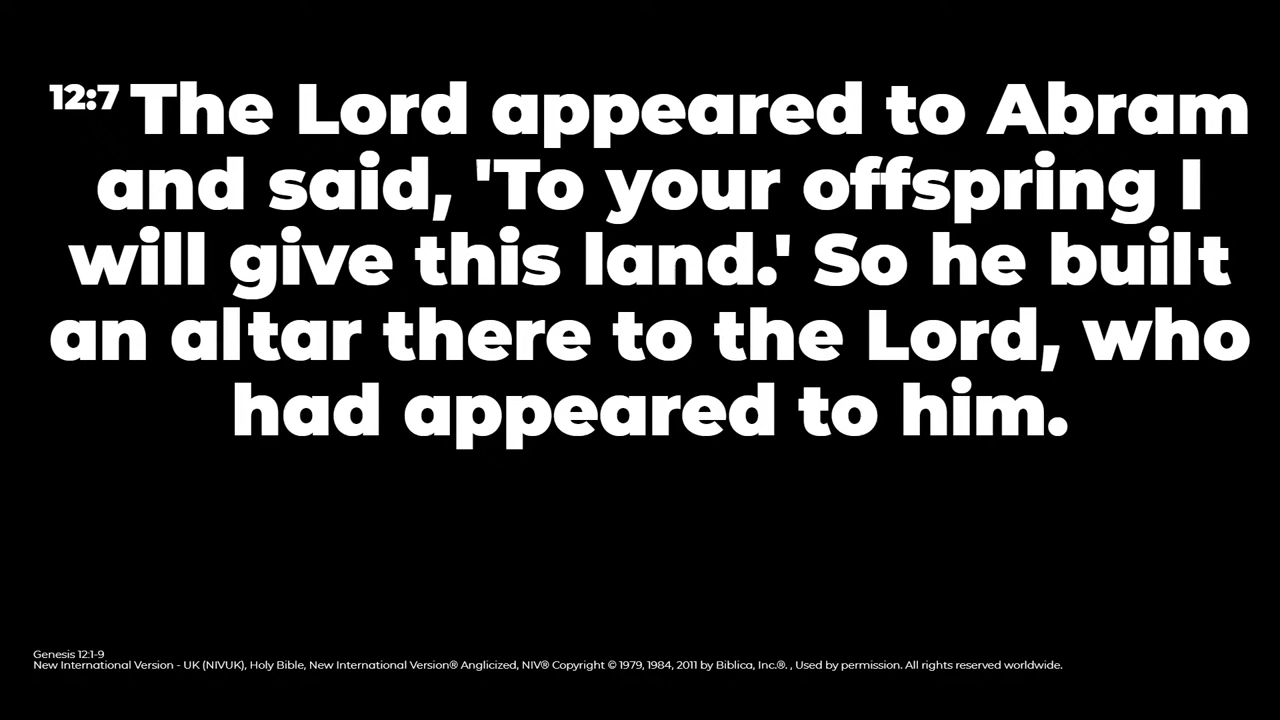 12:7 The Lord appeared to Abram
and said, 'To your offspring I
will give this land.' So he built
an altar there to the Lord, who
had appeared to him.
Genesis 12:1-9
New International Version - UK (NIVUK), Holy Bible, New International Version® Anglicized, NIV® Copyright © 1979, 1984, 2011 by Biblica, Inc.®. , Used by permission. All rights reserved worldwide.